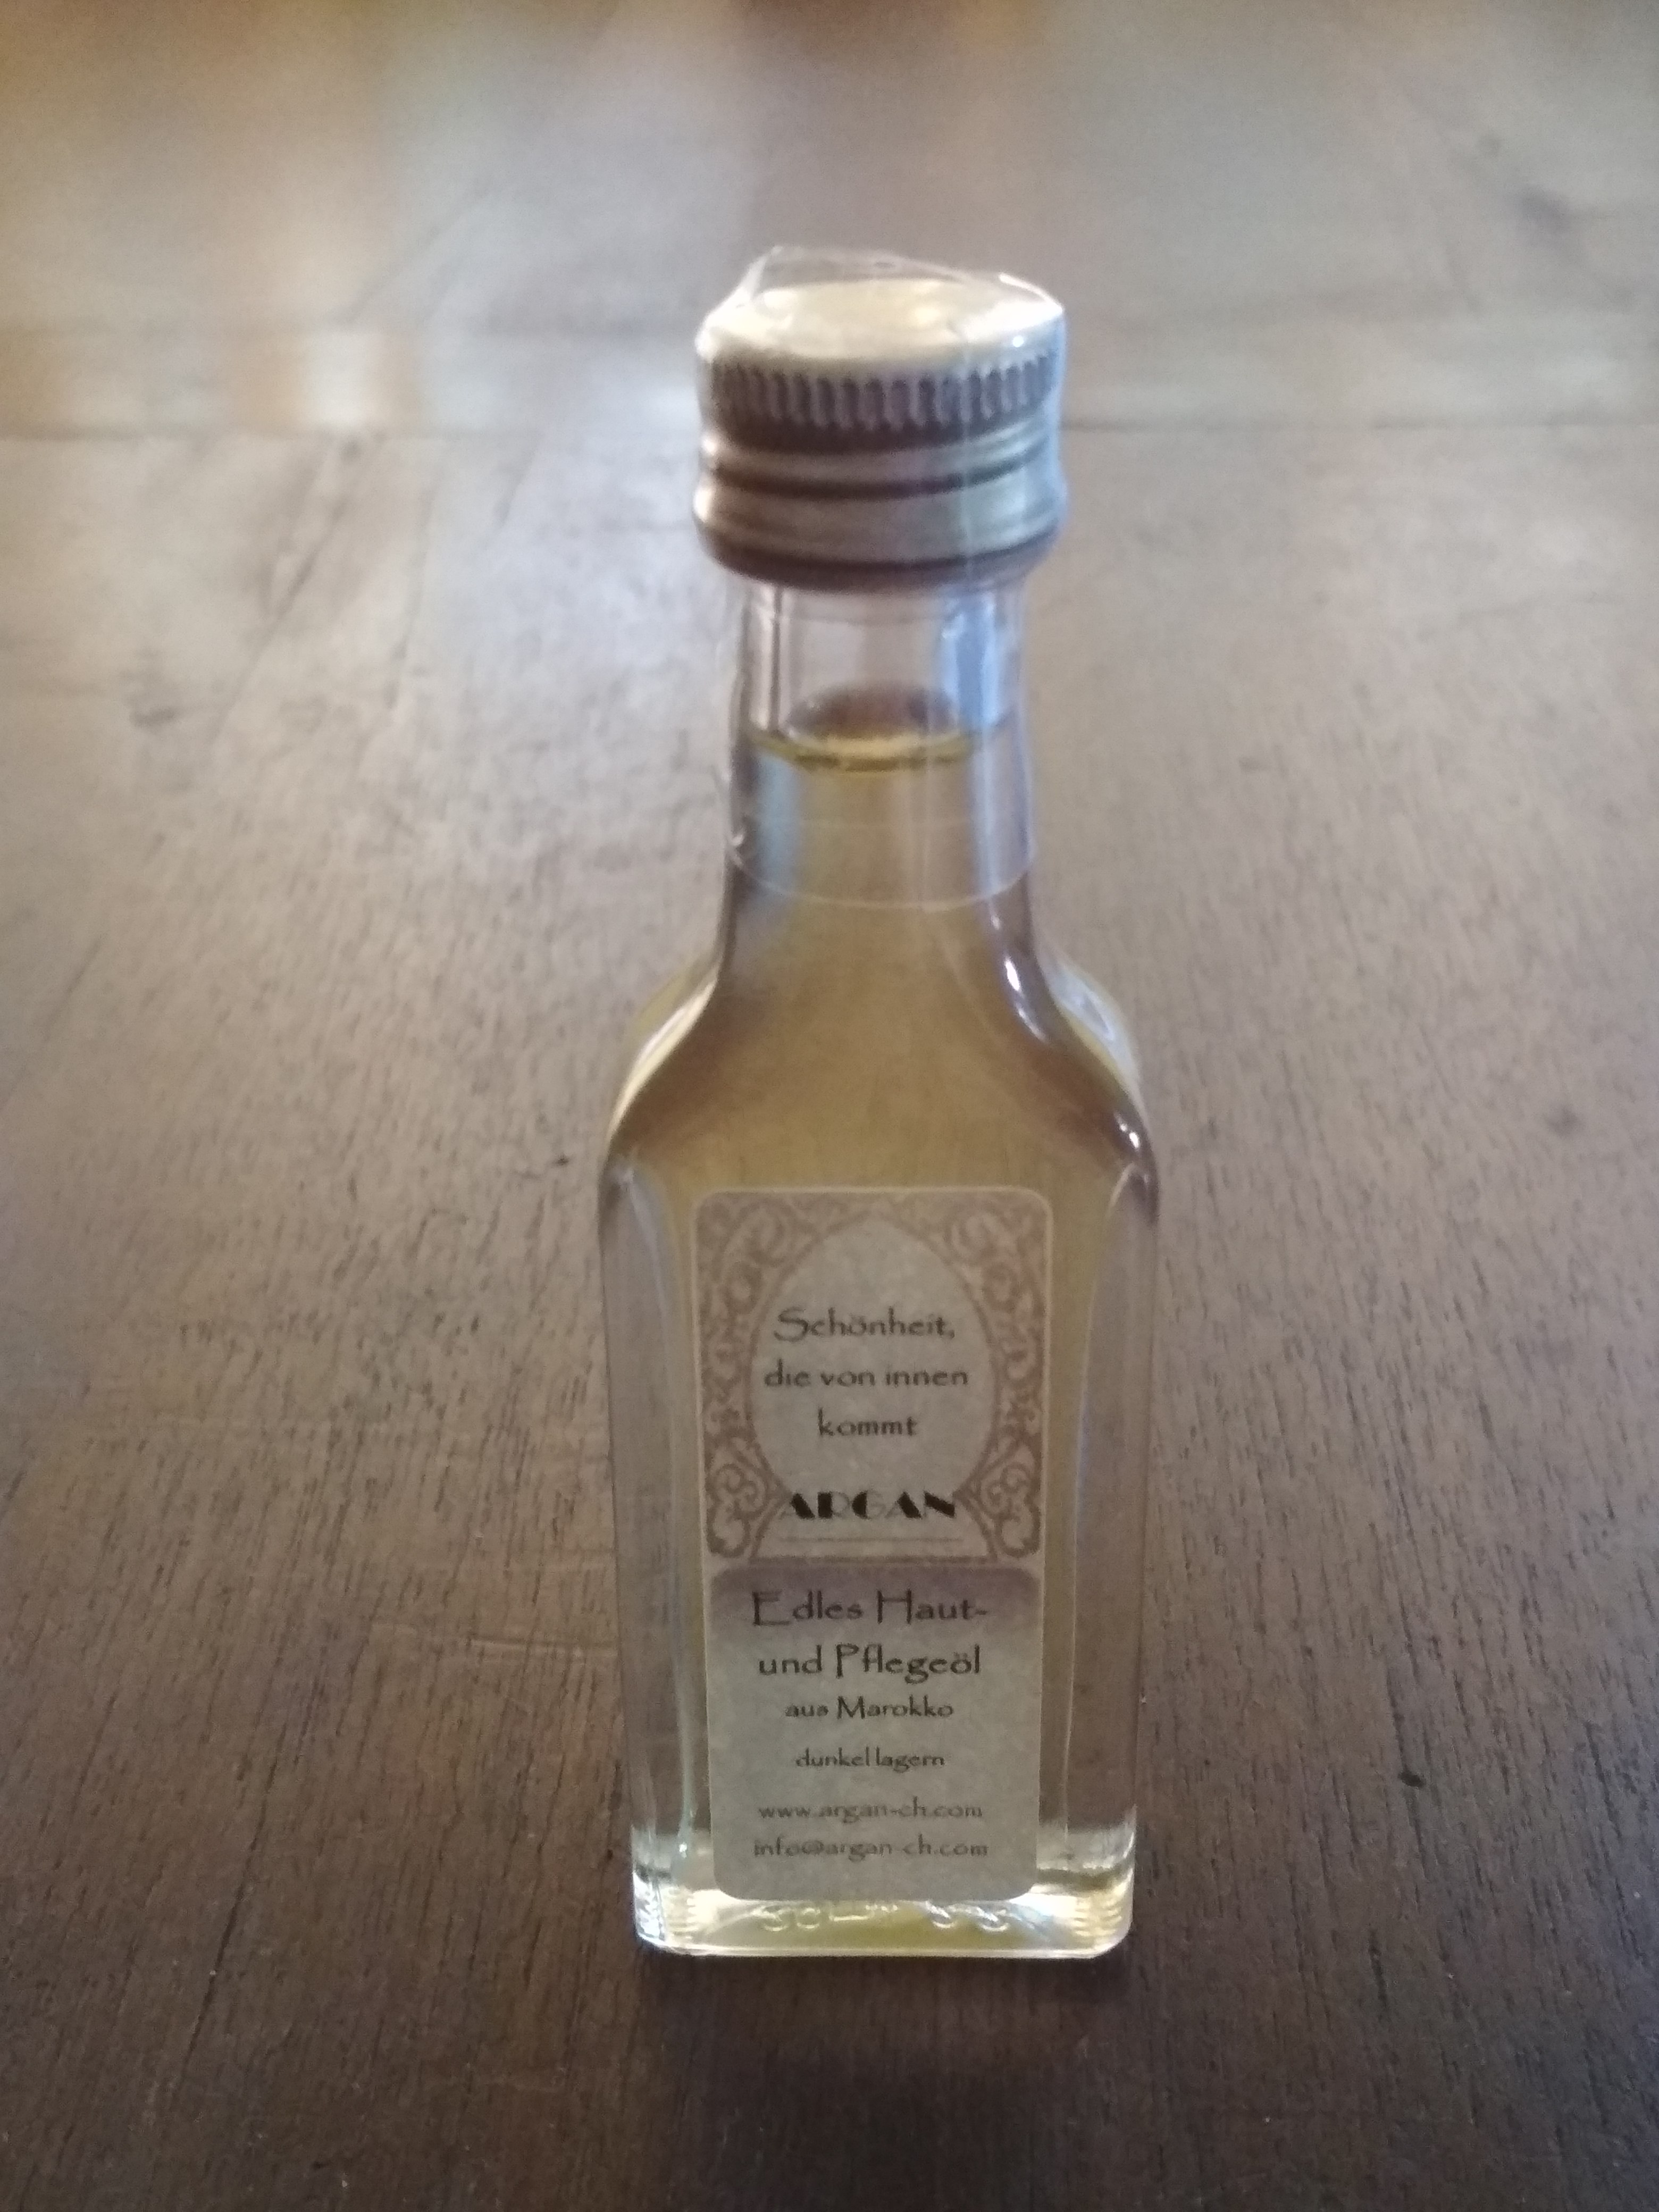 Schönheit,
die von innen
kommt
ARGAN
Edles Haut-
und Pflegeöl
aus Marokko
dunkel lagern
www.argan-ch.com
info@argan-ch.com